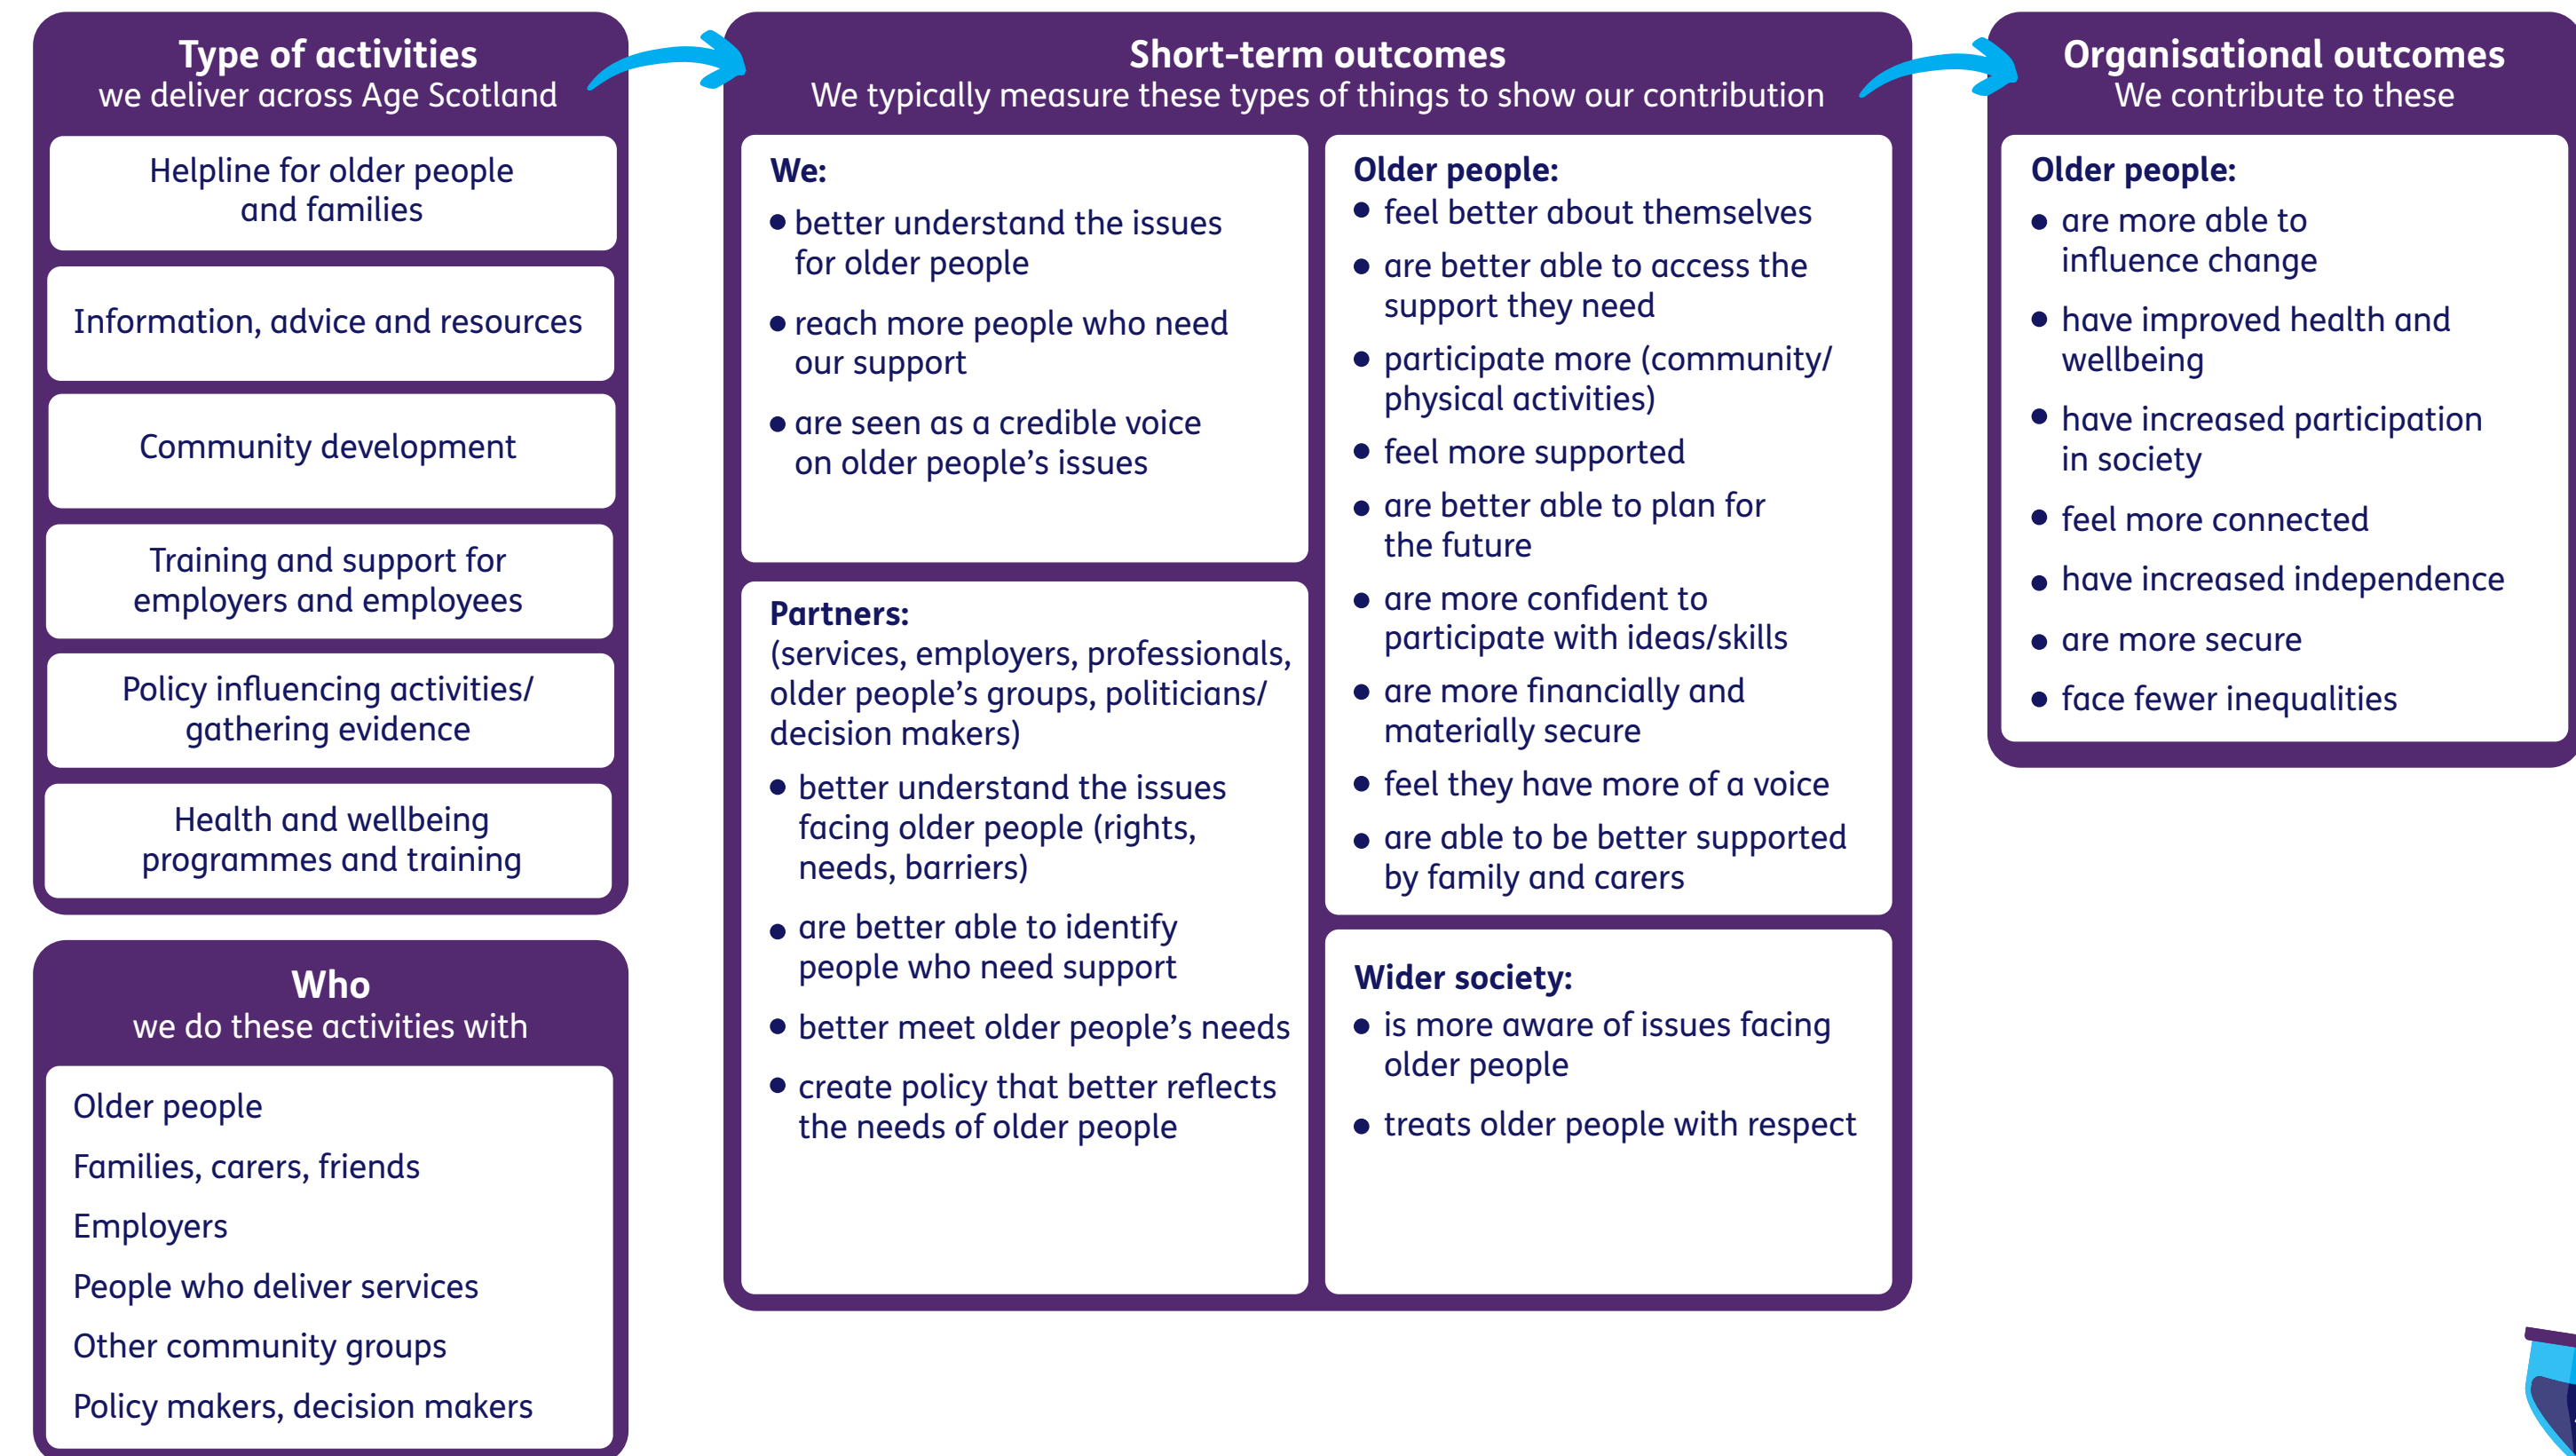 Type of activities
we deliver across Age Scotland
Helpline for older people
and families
Information, advice and resources
Community development
Training and support for
employers and employees
Policy influencing activities/
gathering evidence
Health and wellbeing
programmes and training
Who
we do these activities with
Older people
Families, carers, friends
Employers
People who deliver services
Other community groups
Policy makers, decision makers
Short-term outcomes
We typically measure these types of things to show our contribution
We:
• better understand the issues
for older people
• reach more people who need
our support
• are seen as a credible voice
on older people’s issues
Partners:
(services, employers, professionals,
older people’s groups, politicians/
decision makers)
• better understand the issues
facing older people (rights,
needs, barriers)
• are better able to identify
people who need support
• better meet older people’s needs
• create policy that better reflects
the needs of older people
Older people:
• feel better about themselves
• are better able to access the
support they need
• participate more (community/
physical activities)
• feel more supported
• are better able to plan for
the future
• are more confident to
participate with ideas/skills
• are more financially and
materially secure
• feel they have more of a voice
• are able to be better supported
by family and carers
Wider society:
• is more aware of issues facing
older people
• treats older people with respect
Organisational outcomes
We contribute to these
Older people:
• are more able to
influence change
• have improved health and
wellbeing
• have increased participation
in society
• feel more connected
• have increased independence
• are more secure
• face fewer inequalities